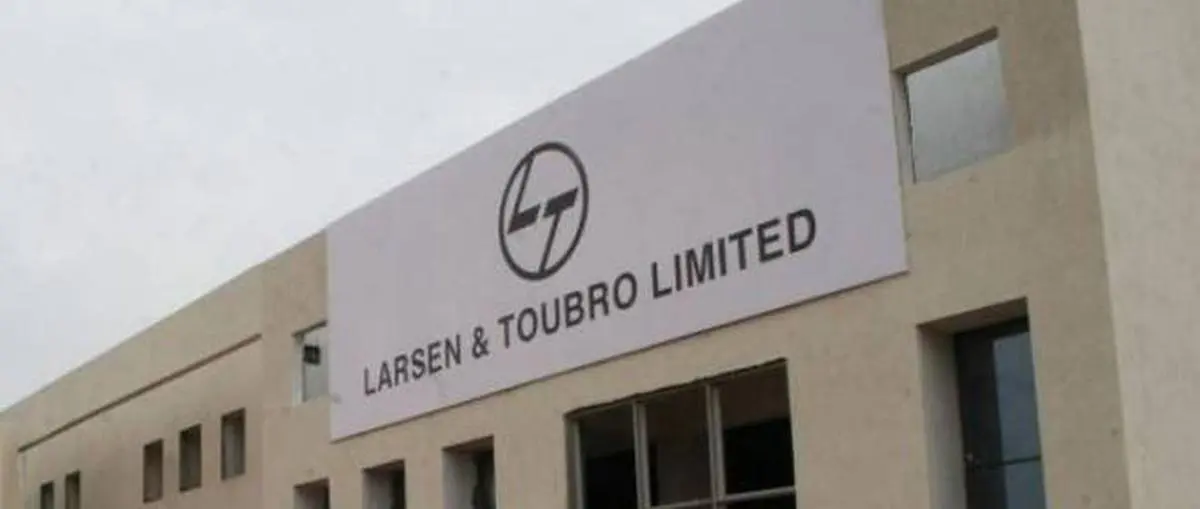 LT
LARSEN & TOUBRO LIMITED